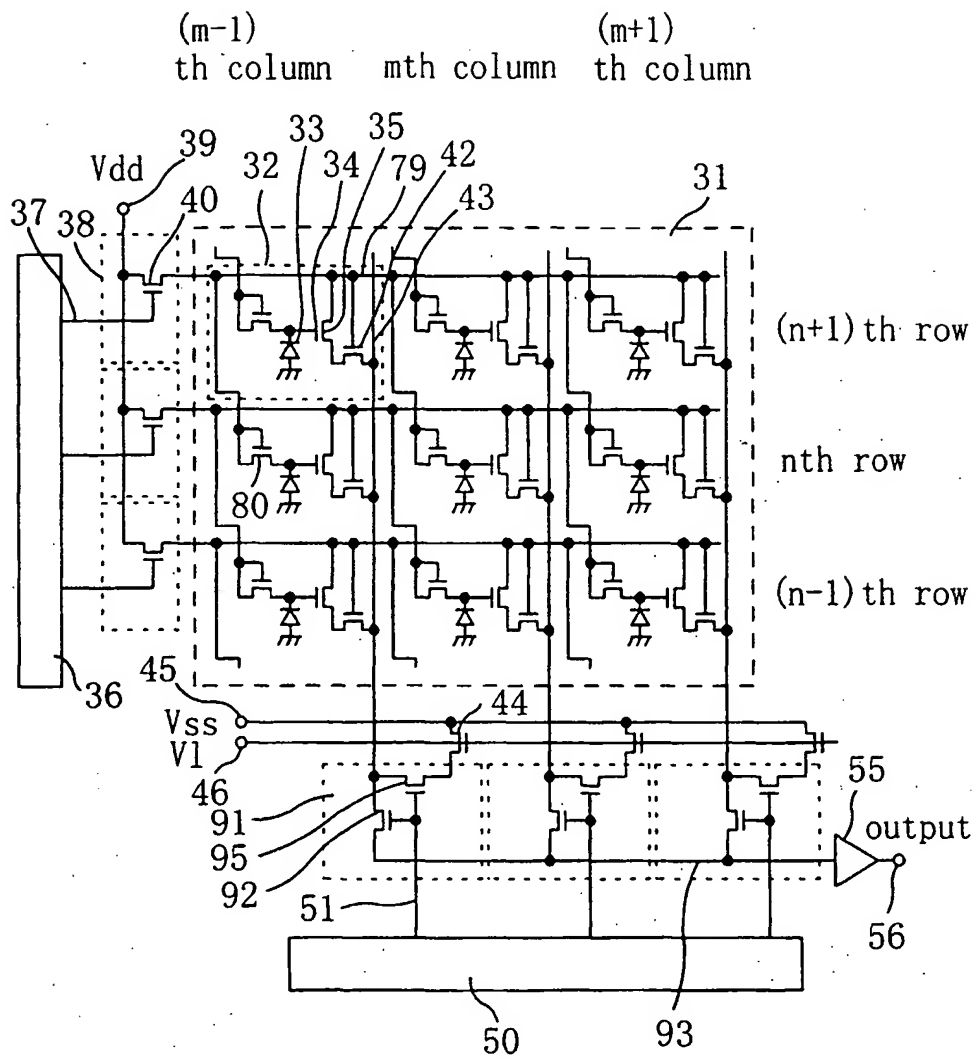 (m-1)
th column
mth column
(m+1)
th column
39
Vdd
40
38
37
32
33
34
35
79
42
43
31
(n+1)th row
nth row
80
(n-1)th row
36
45
Vss
V1
46
44
91
95
92
51
55
output
56
50
93